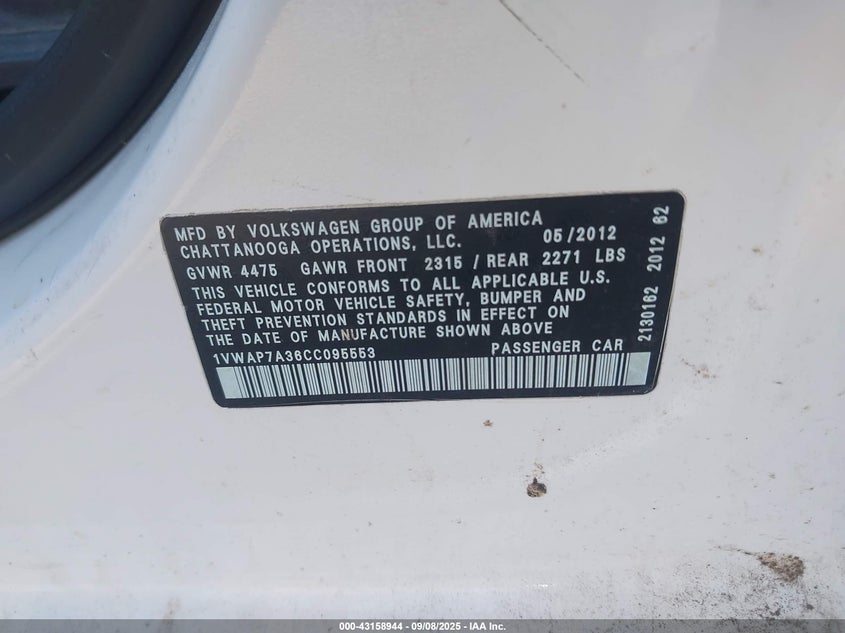 MFD BY VOLKSWAGEN GROUP OF AMERICA
CHATTANOOGA OPERATIONS, LLC. 05/2012
GVWR 4475 GAWR FRONT 2315 / REAR 2271 LBS
THIS VEHICLE CONFORMS TO ALL APPLICABLE U.S.
FEDERAL MOTOR VEHICLE SAFETY, BUMPER AND
THEFT PREVENTION STANDARDS IN EFFECT ON
THE DATE OF MANUFACTURE SHOWN ABOVE
1VWAP7A36CC095553 PASSENGER CAR
2130162 2012 62
000-43158944 - 09/08/2025 - IAA Inc.